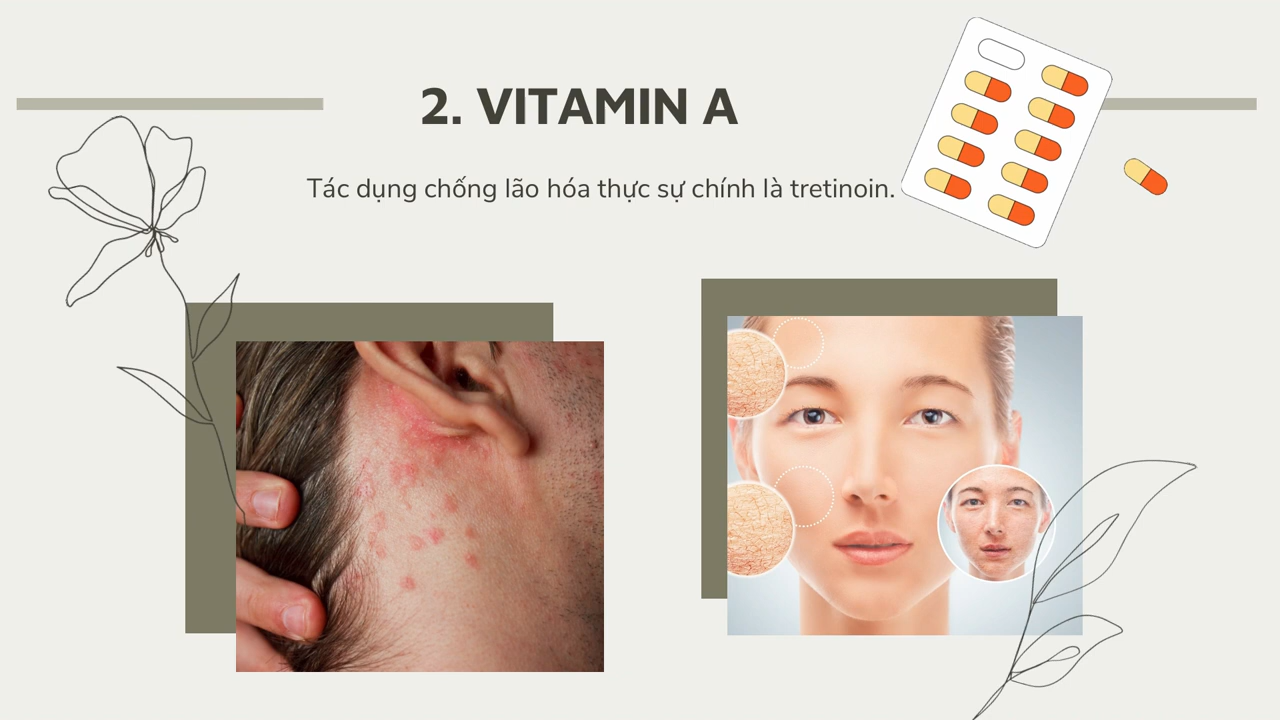 2. VITAMIN A
Tác dụng chống lão hóa thực sự chính là tretinoin.